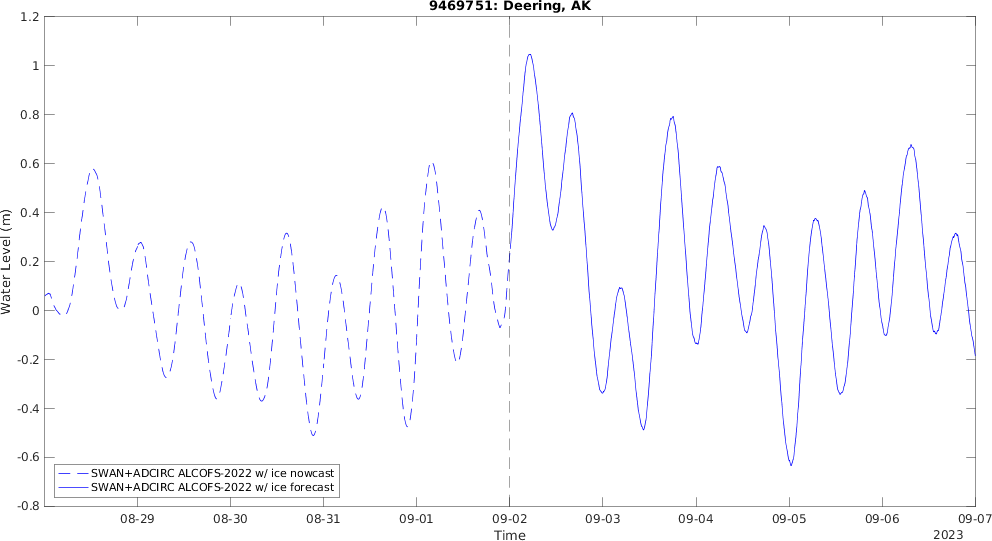 9469751: Deering, AK
1.2
1
0.8
0.6
0.4
0.2
0
-0.2
-0.4
-0.6
-0.8
Water Level (m)
SWAN+ADCIRC ALCOFS-2022 w/ ice nowcast
SWAN+ADCIRC ALCOFS-2022 w/ ice forecast
08-29 08-30 08-31 09-01 09-02 09-03 09-04 09-05 09-06 09-07
Time
2023